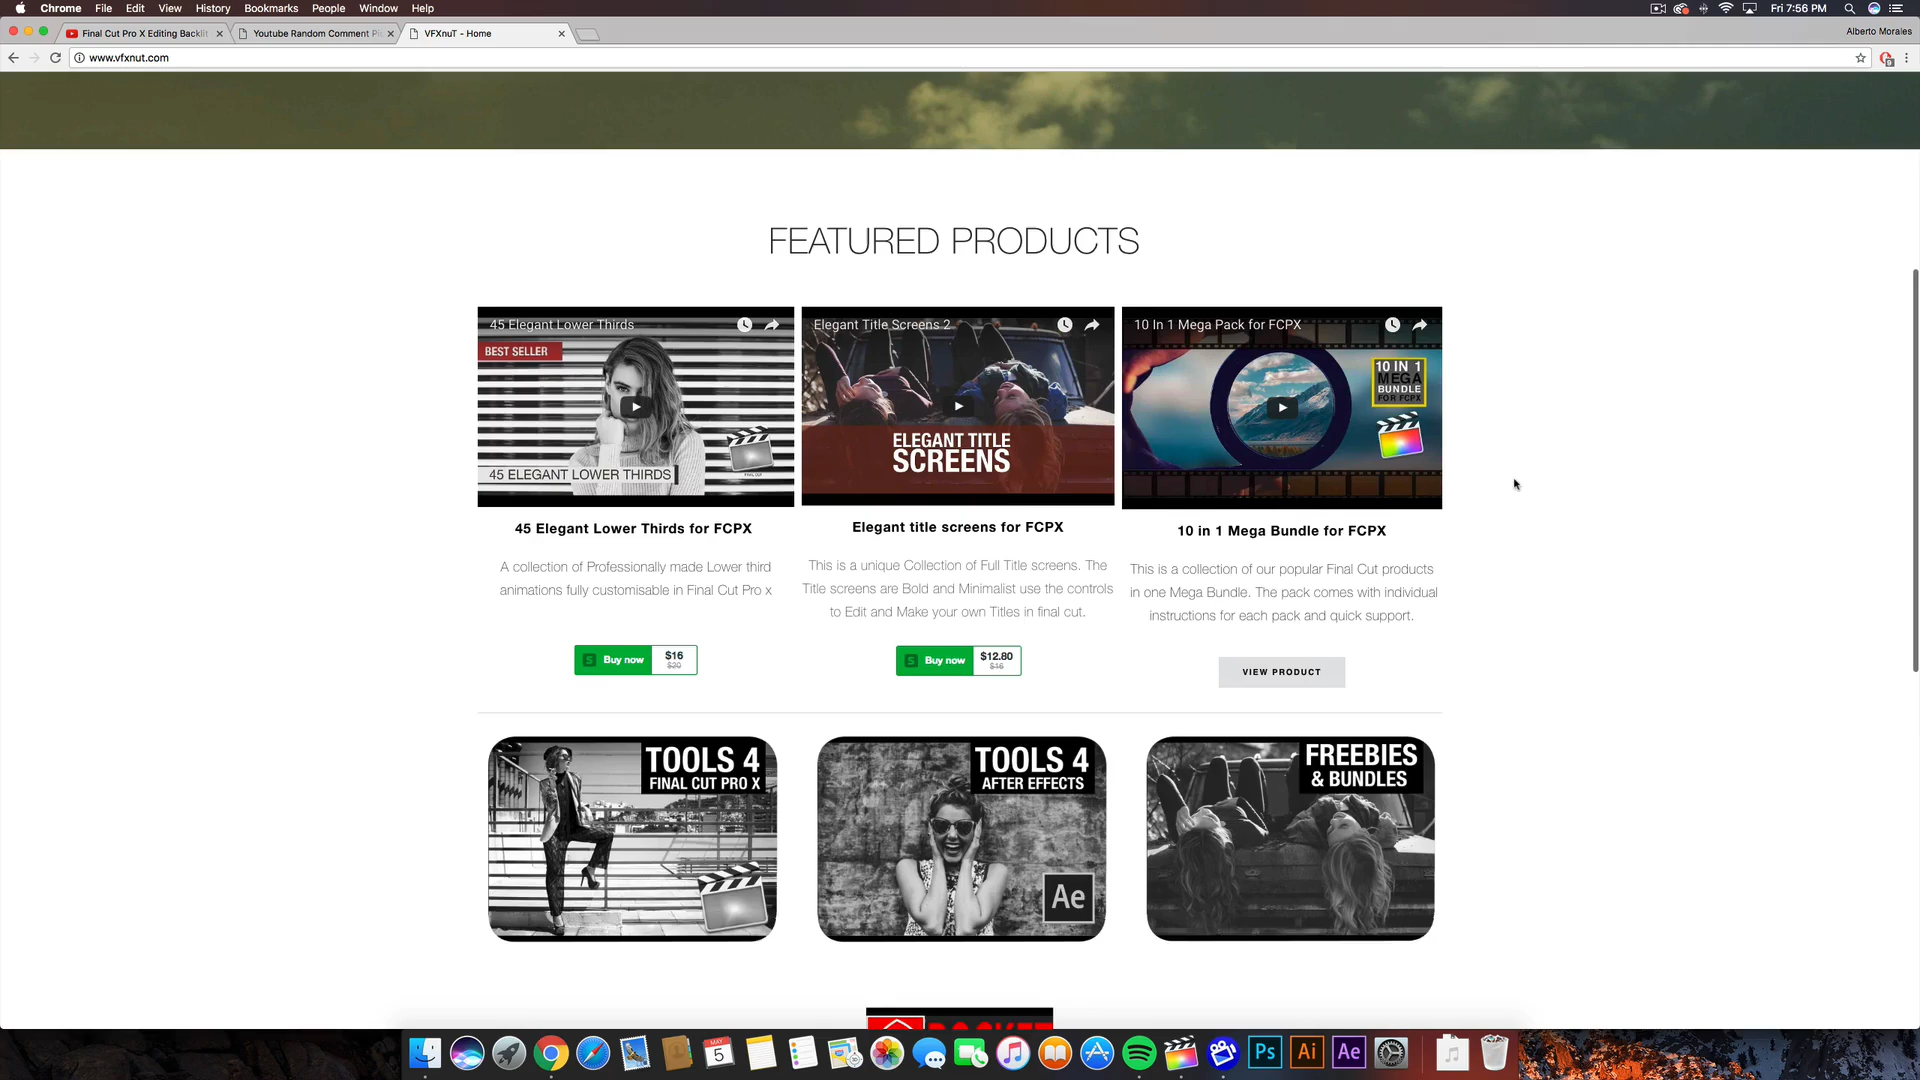 Chrome File Edit View History Bookmarks People Window Help
Fri 7:56 PM
Final Cut Pro X Editing Backlit
Youtube Random Comment Pi
VFXnuT - Home
Alberto Morales
www.vfxnut.com
FEATURED PRODUCTS
45 Elegant Lower Thirds
BEST SELLER
45 ELEGANT LOWER THIRDS
Elegant Title Screens 2
ELEGANT TITLE
SCREENS
10 In 1 Mega Pack for FCPX
10 IN 1
MEGA
BUNDLE
FOR FCPX
45 Elegant Lower Thirds for FCPX
Elegant title screens for FCPX
10 in 1 Mega Bundle for FCPX
A collection of Professionally made Lower third
animations fully customisable in Final Cut Pro x
This is a unique Collection of Full Title screens. The
Title screens are Bold and Minimalist use the controls
to Edit and Make your own Titles in final cut.
This is a collection of our popular Final Cut products
in one Mega Bundle. The pack comes with individual
instructions for each pack and quick support.
S Buy now $16
$20
S Buy now $12.80
$16
VIEW PRODUCT
TOOLS 4
FINAL CUT PRO X
TOOLS 4
AFTER EFFECTS
Ae
FREEBIES
& BUNDLES
MAY
5
Ps
Ai
Ae